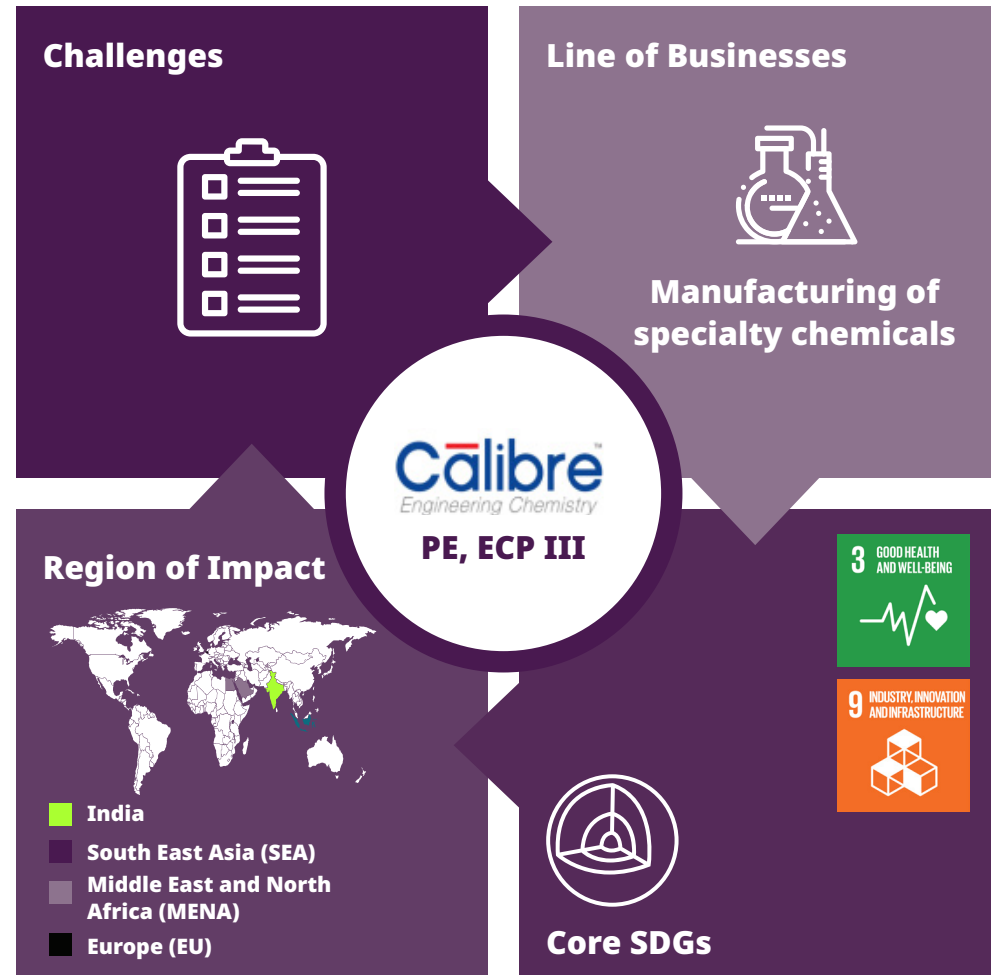 Challenges
Line of Businesses
Manufacturing of
specialty chemicals
Calibre
™
Engineering Chemistry
PE, ECP III
Region of Impact
India
South East Asia (SEA)
Middle East and North
Africa (MENA)
Europe (EU)
3 GOOD HEALTH
AND WELL-BEING
9 INDUSTRY, INNOVATION
AND INFRASTRUCTURE
Core SDGs